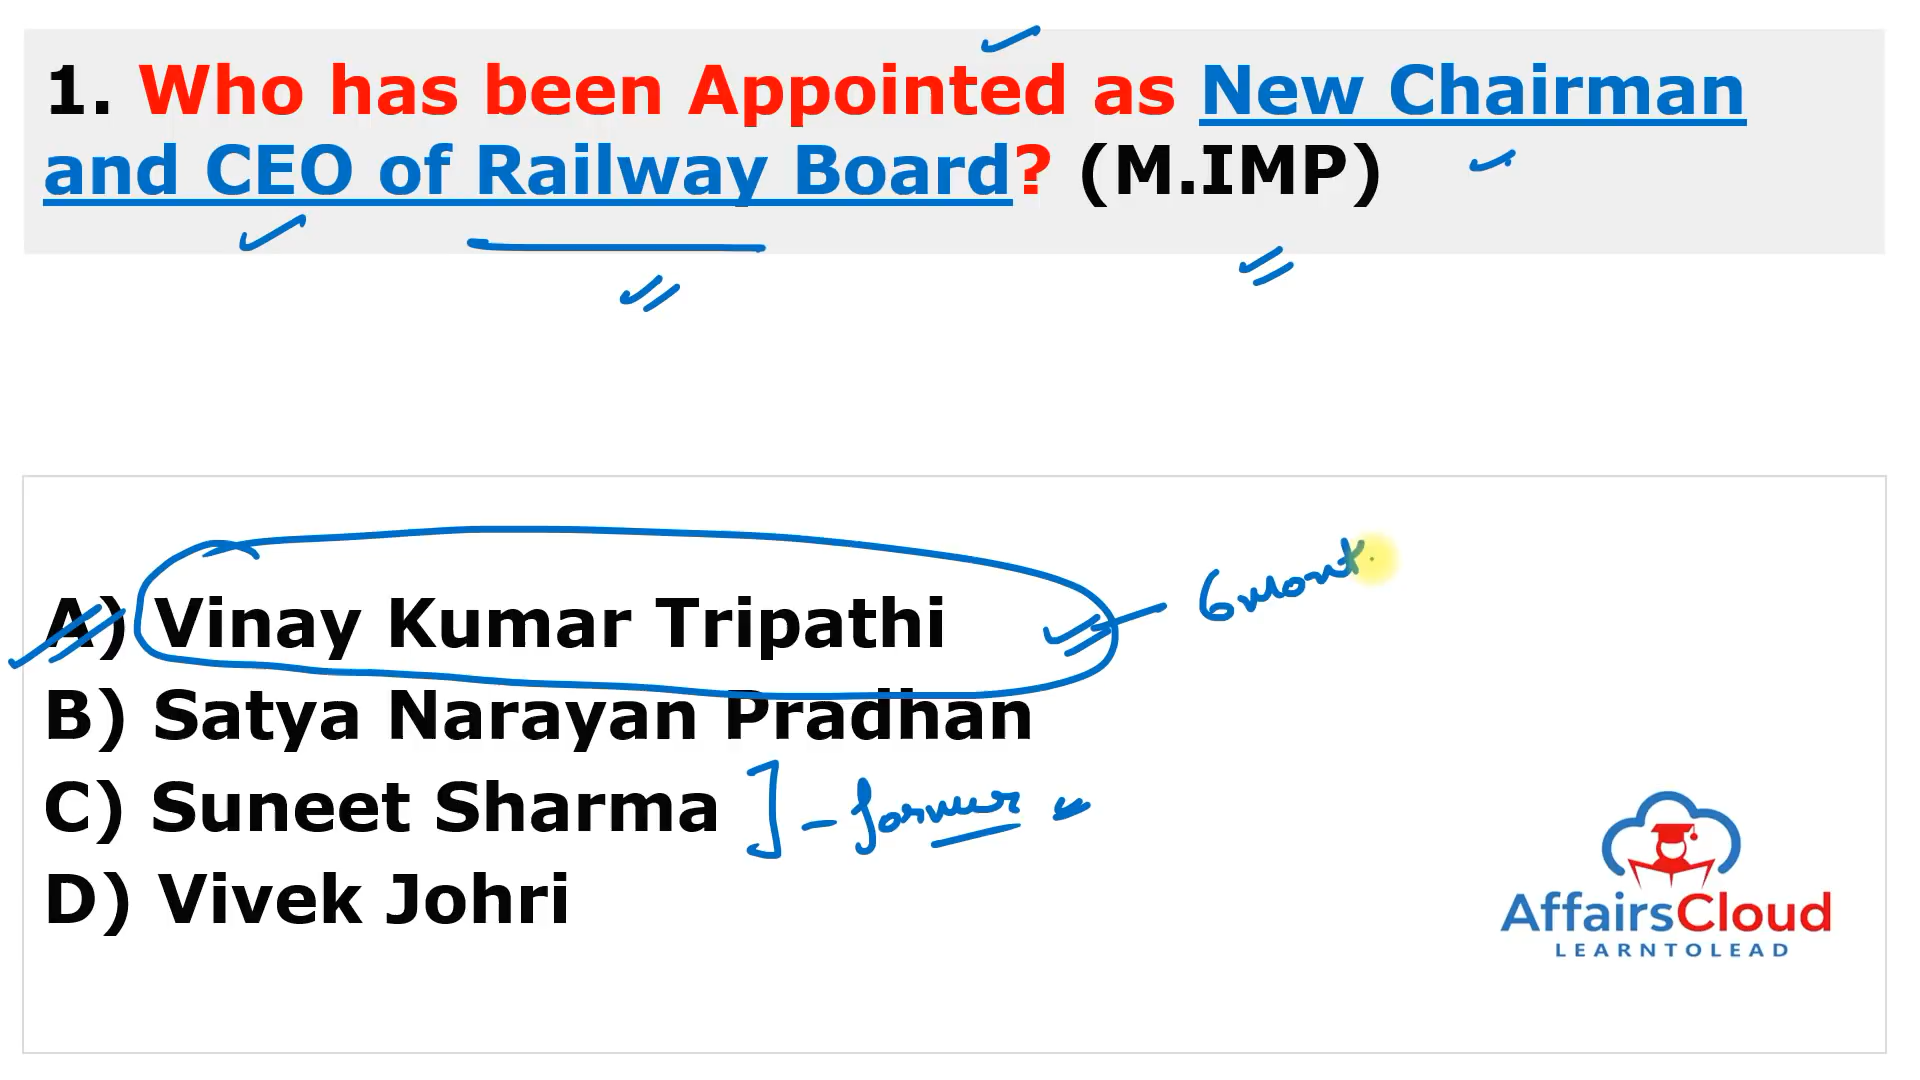 1. Who has been Appointed as New Chairman
and CEO of Railway Board? (M.IMP)
A) Vinay Kumar Tripathi
6 mont
B) Satya Narayan Pradhan
C) Suneet Sharma ] - former
D) Vivek Johri
AffairsCloud
LEARNTOLEAD